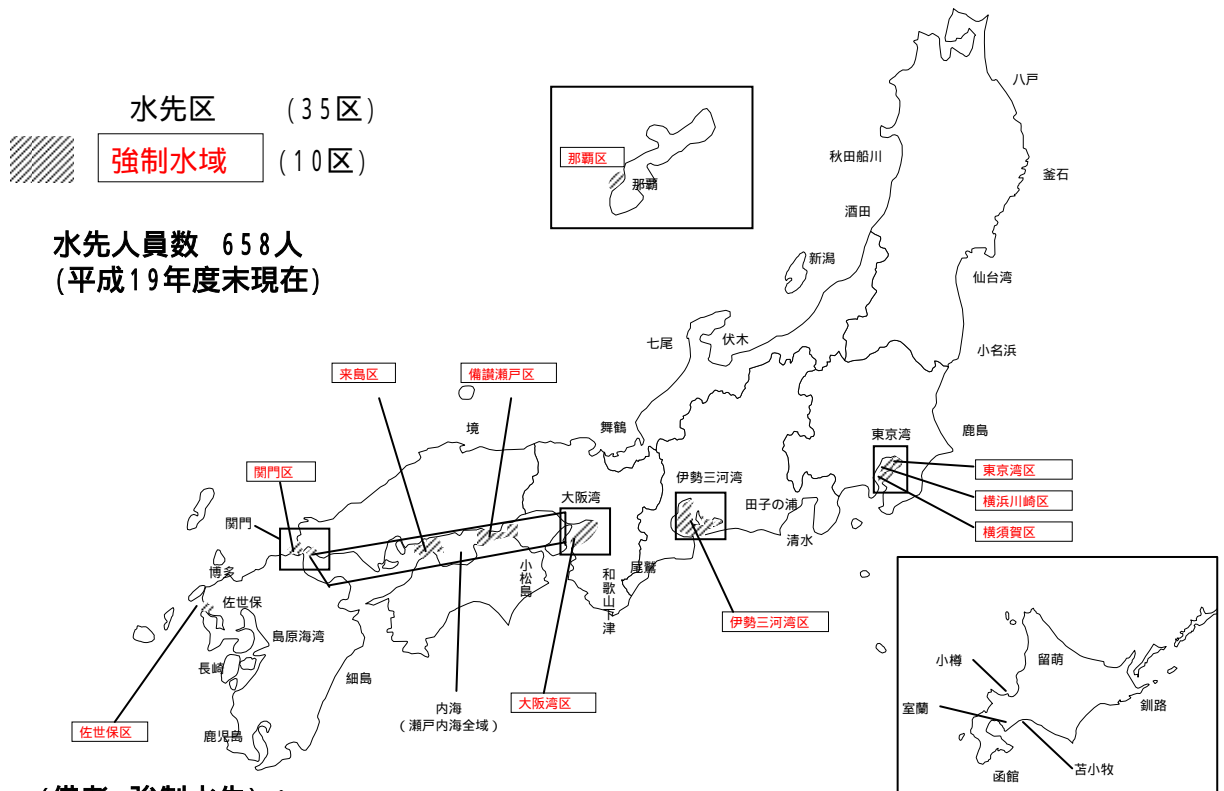 水先区 (35区)
強制水域 (10区)
水先人員数 658人
(平成19年度末現在)
那覇区
那覇
八戸
秋田船川
釜石
酒田
新潟
仙台湾
小名浜
七尾
伏木
来島区
備讃瀬戸区
境
舞鶴
東京湾
鹿島
関門区
伊勢三河湾
東京湾区
大阪湾
田子の浦
横浜川崎区
関門
清水
横須賀区
博多
小松島
和歌山下津
尾鷲
佐世保
伊勢三河湾区
島原海湾
長崎
細島
内海
(瀬戸内海全域)
大阪湾区
佐世保区
鹿児島
小樽
留萌
室蘭
釧路
函館
苫小牧